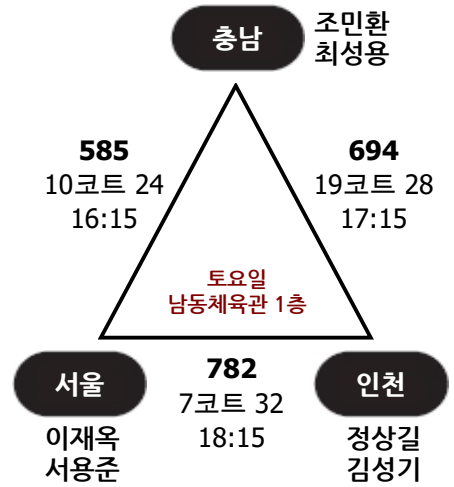 충남
조민환
최성용
585
10코트 24
16:15
694
19코트 28
17:15
토요일
남동체육관 1층
서울
이재옥
서용준
782
7코트 32
18:15
인천
정상길
김성기